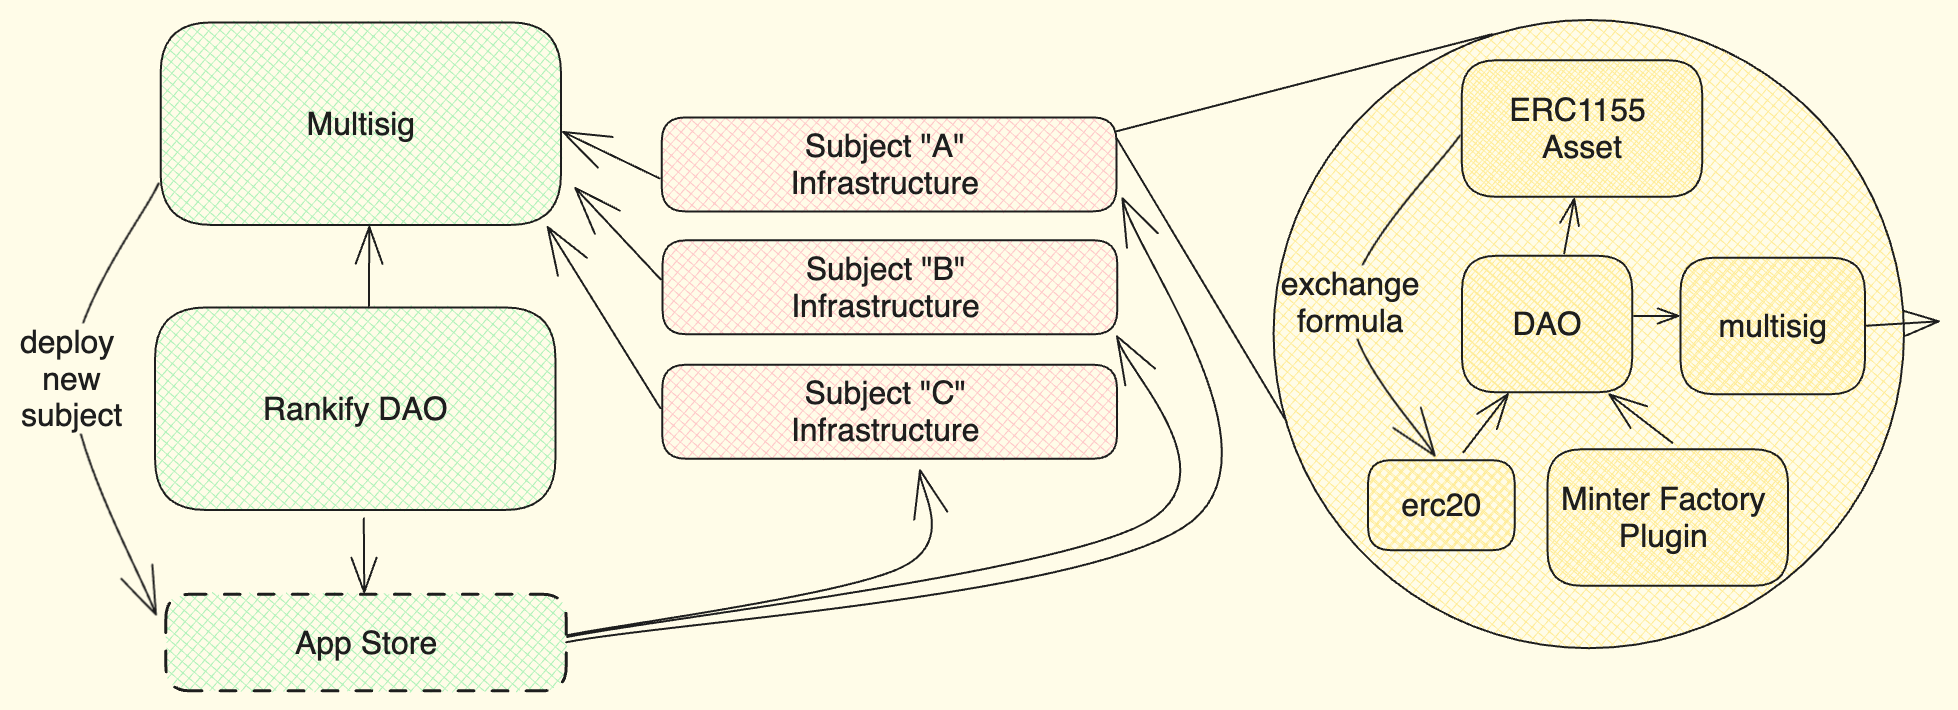 Multisig
deploy
new
subject
Rankify DAO
App Store
Subject "A"
Infrastructure
Subject "B"
Infrastructure
Subject "C"
Infrastructure
ERC1155
Asset
exchange
formula
DAO
multisig
erc20
Minter Factory
Plugin